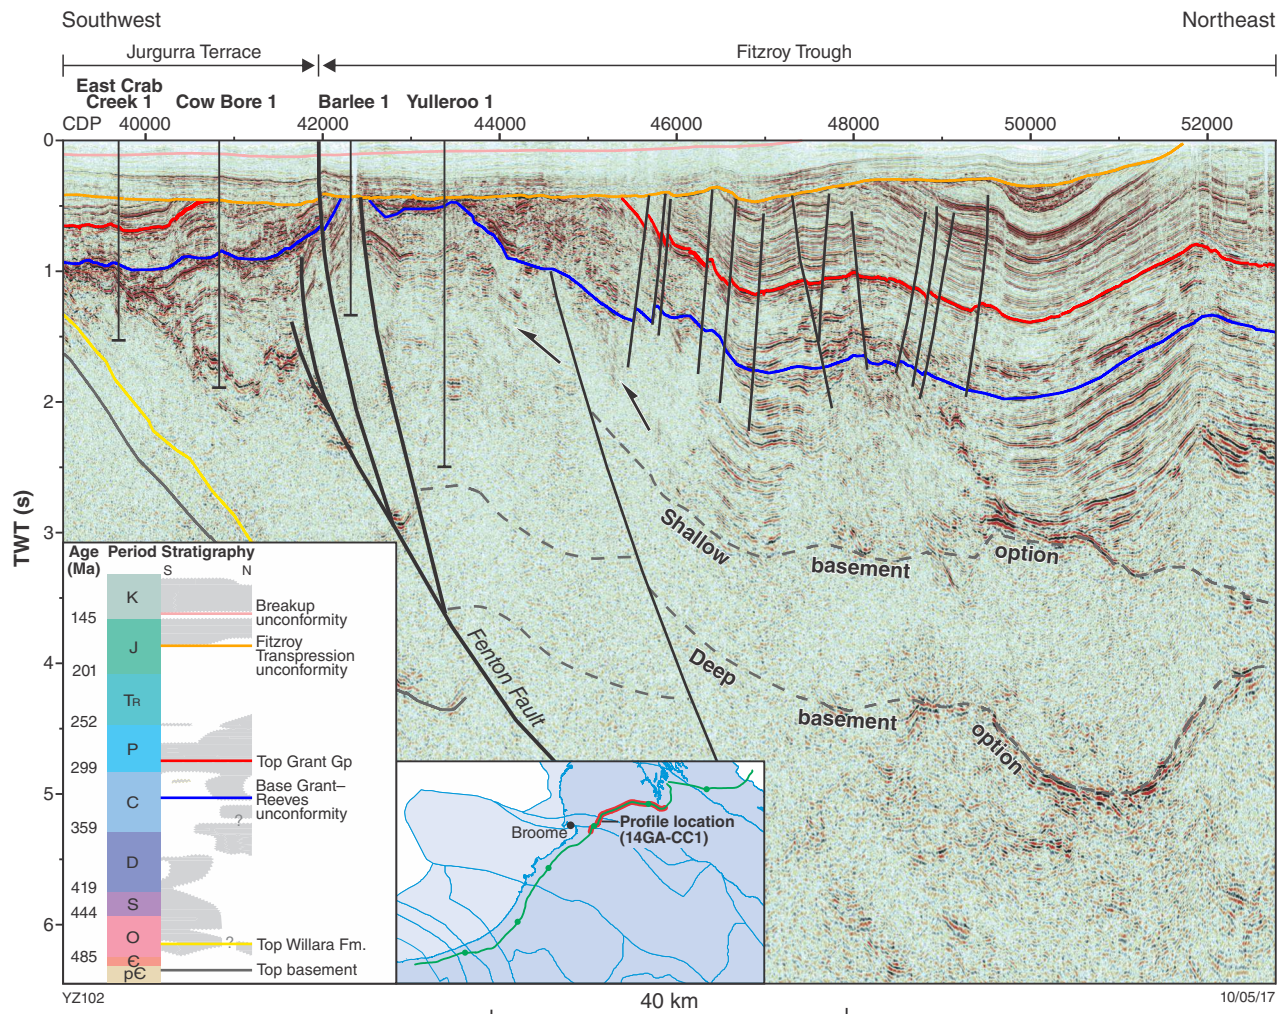 Southwest
Northeast
Jurgurra Terrace
Fitzroy Trough
East Crab
Creek 1
Cow Bore 1
Barlee 1
Yulleroo 1
CDP
40000
42000
44000
46000
48000
50000
52000
0
1
2
3
4
5
6
TWT (s)
Shallow
basement
option
Deep
basement
option
Fenton Fault
Age
(Ma)
Period
Stratigraphy
S
N
K
J
TR
P
C
D
S
O
Є
pЄ
145
201
252
299
359
419
444
485
Breakup
unconformity
Fitzroy
Transpression
unconformity
Top Grant Gp
Base Grant–
Reeves
unconformity
?
?
Top Willara Fm.
Top basement
Broome
Profile location
(14GA-CC1)
YZ102
40 km
10/05/17